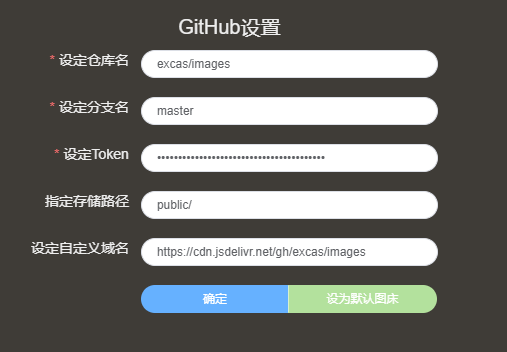 GitHub设置
* 设定仓库名 excas/images
* 设定分支名 master
* 设定Token ••••••••••••••••••••••••••••••••••••••••
指定存储路径 public/
设定自定义域名 https://cdn.jsdelivr.net/gh/excas/images
确定 设为默认图床